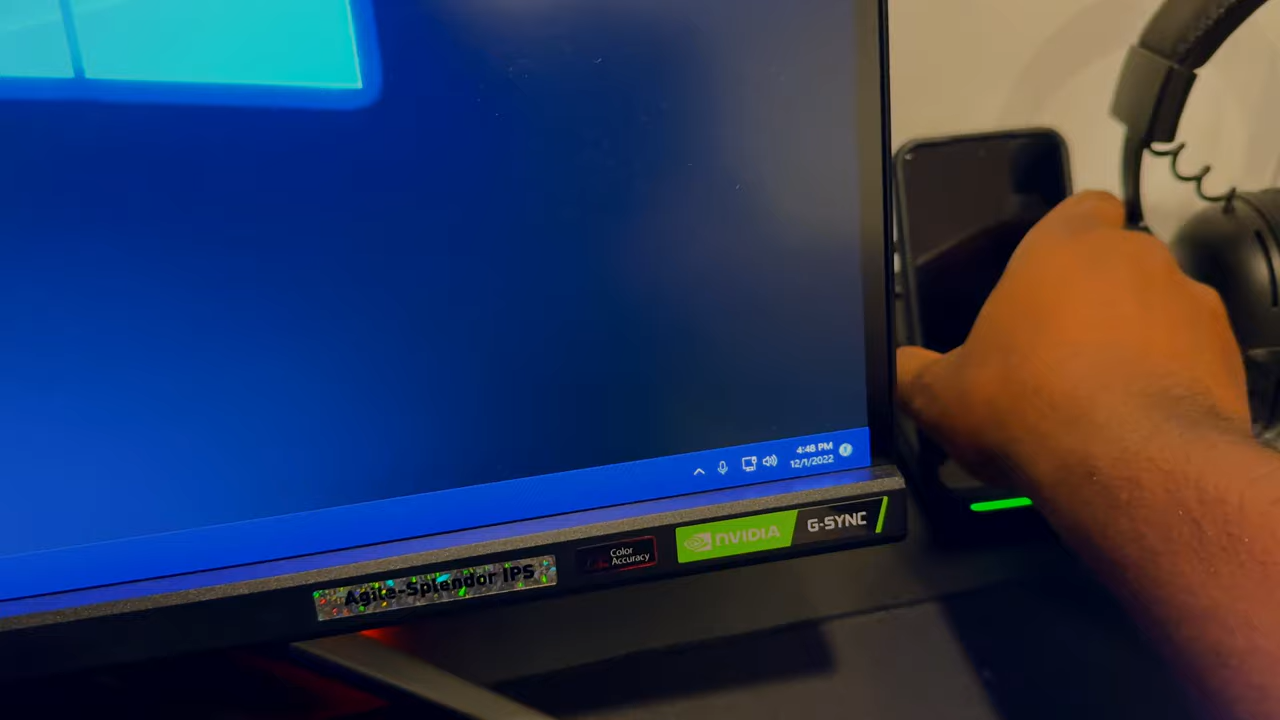 4:48 PM
12/1/2022
NVIDIA G-SYNC
Color
Accuracy
Agile-Splendor IPS